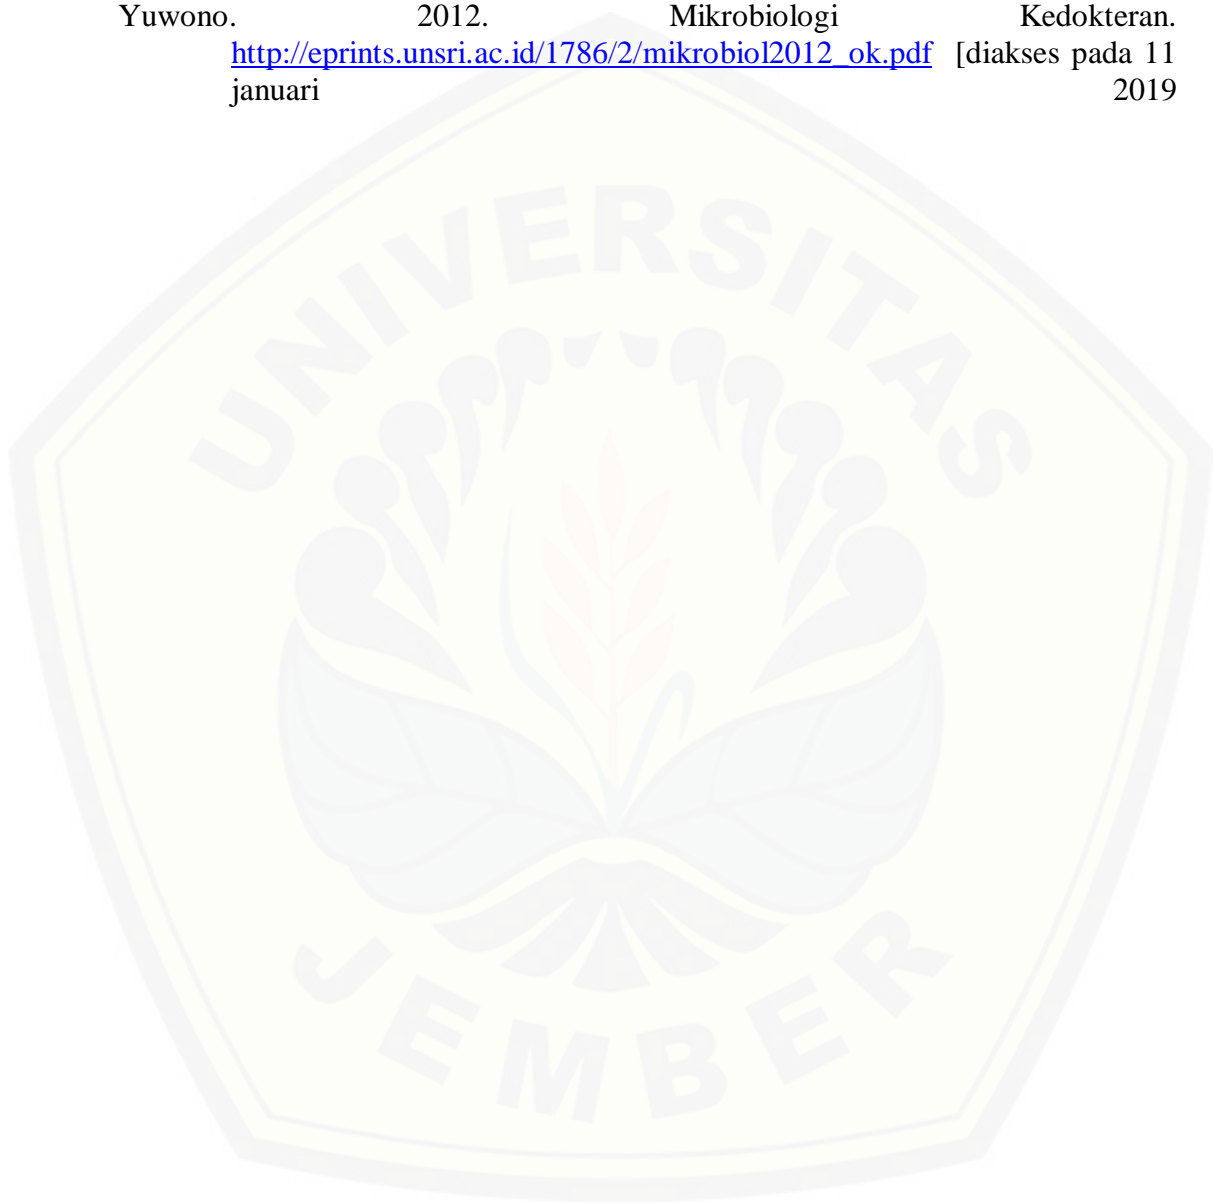 Yuwono. 2012. Mikrobiologi Kedokteran.
http://eprints.unsri.ac.id/1786/2/mikrobiol2012_ok.pdf [diakses pada 11
januari 2019
UNIVERSITAS
JEMBER